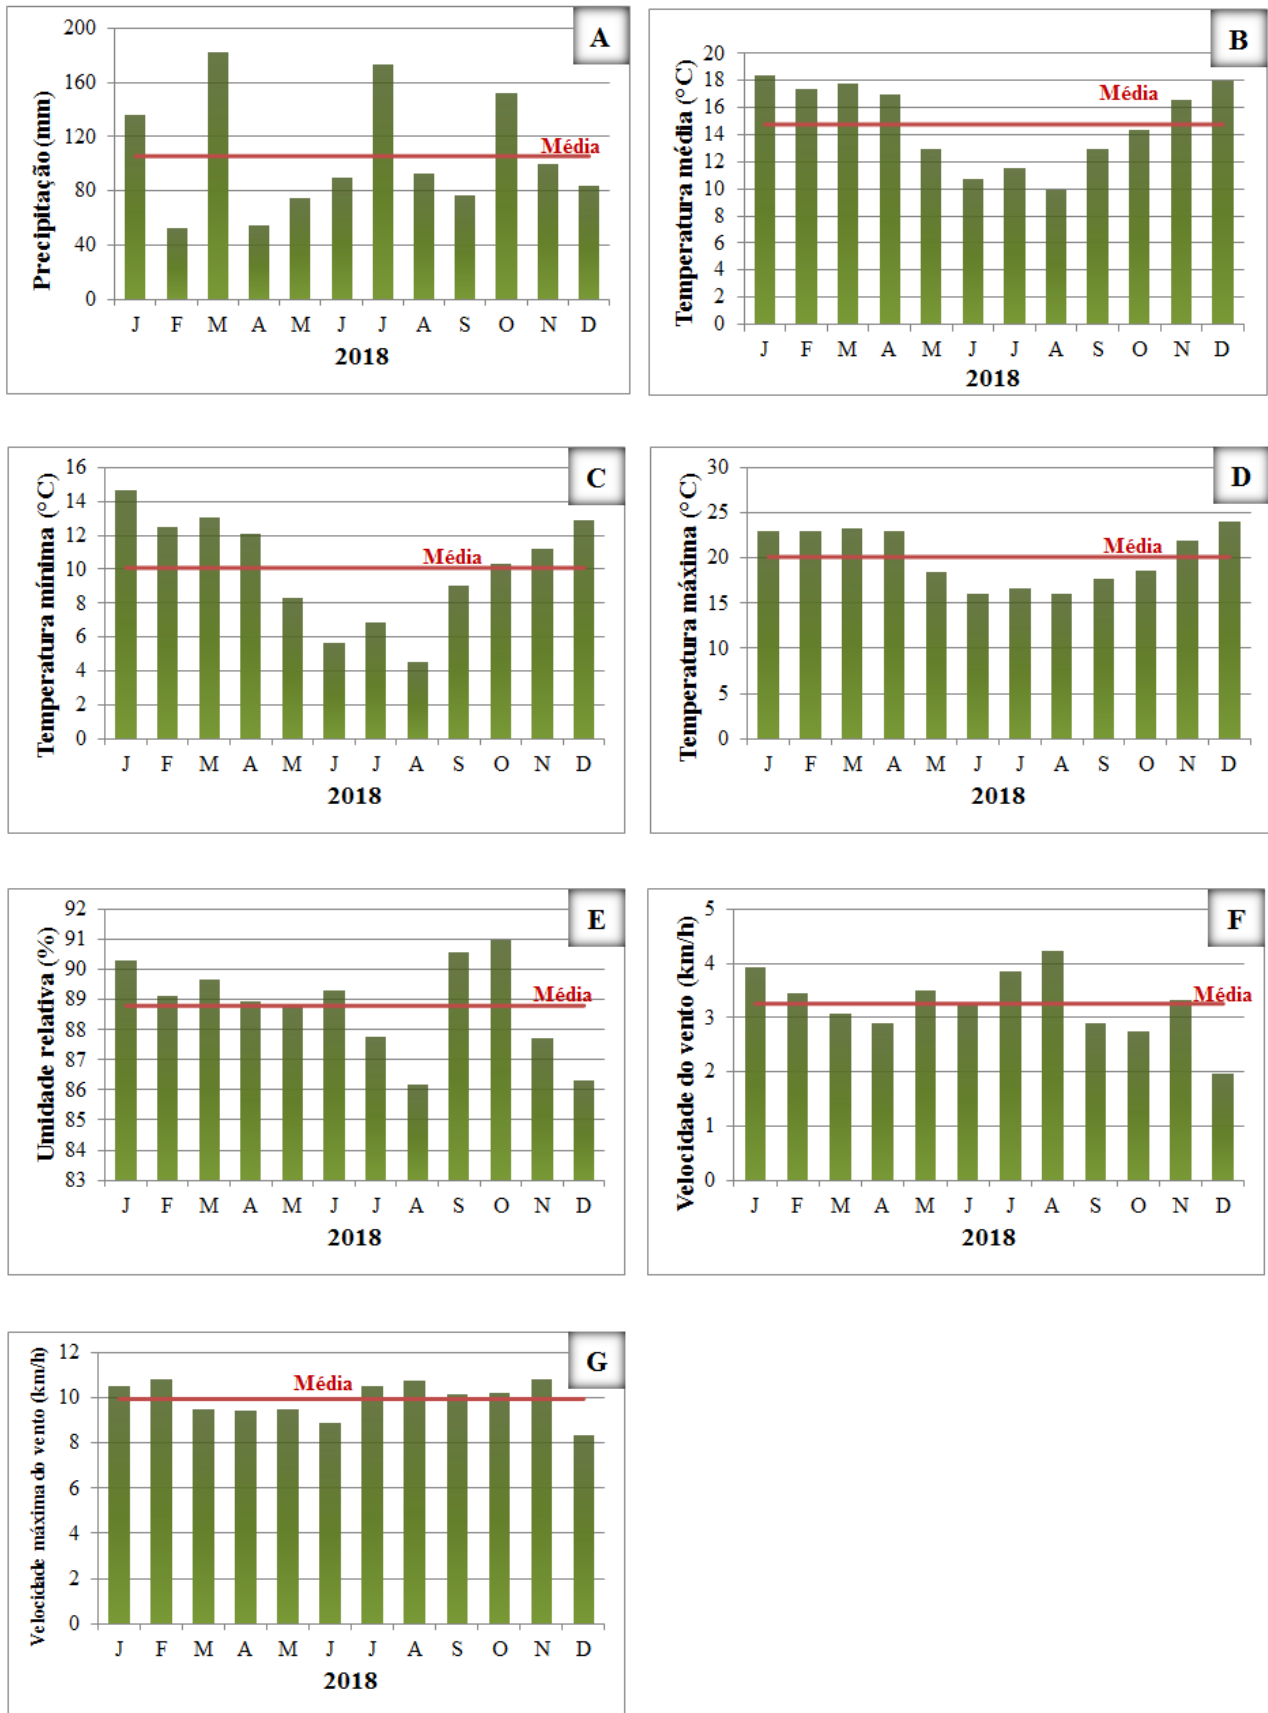 A
Precipitação (mm)
200
160
120
80
40
0
Média
J F M A M J J A S O N D
2018
B
Temperatura média (°C)
20
18
16
14
12
10
8
6
4
2
0
Média
J F M A M J J A S O N D
2018
C
Temperatura mínima (°C)
16
14
12
10
8
6
4
2
0
Média
J F M A M J J A S O N D
2018
D
Temperatura máxima (°C)
30
25
20
15
10
5
0
Média
J F M A M J J A S O N D
2018
E
Umidade relativa (%)
92
91
90
89
88
87
86
85
84
83
Média
J F M A M J J A S O N D
2018
F
Velocidade do vento (km/h)
5
4
3
2
1
0
Média
J F M A M J J A S O N D
2018
G
Velocidade máxima do vento (km/h)
12
10
8
6
4
2
0
Média
J F M A M J J A S O N D
2018